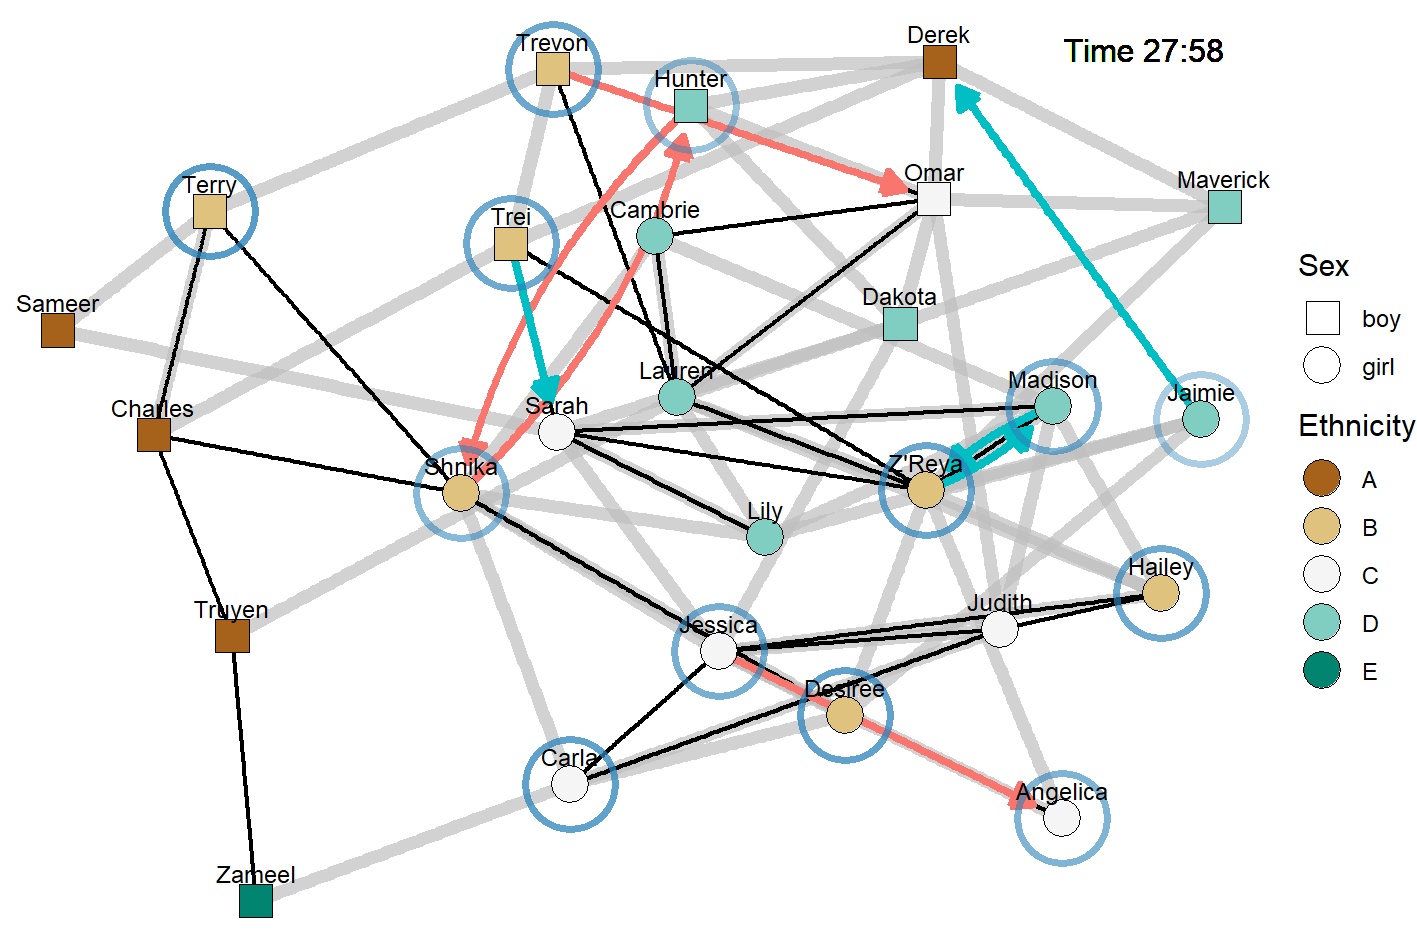 Derek
Trevon
Time 27:58
Hunter
Omar
Maverick
Terry
Cambrie
Trei
Dakota
Sex
Sameer
boy
girl
Lauren
Madison
Jaimie
Sarah
Charles
Ethnicity
Shnika
Z'Reya
A
Lily
B
Hailey
C
Judith
Truyen
Jessica
D
E
Desiree
Carla
Angelica
Zameel